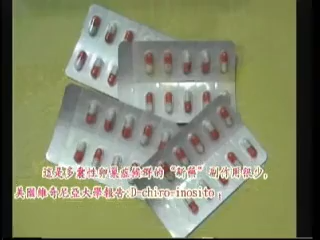 這是多囊性卵巢症候群的“新藥”副作用很少,
美國維奇尼亞大學報告:D-chiro-inosito,